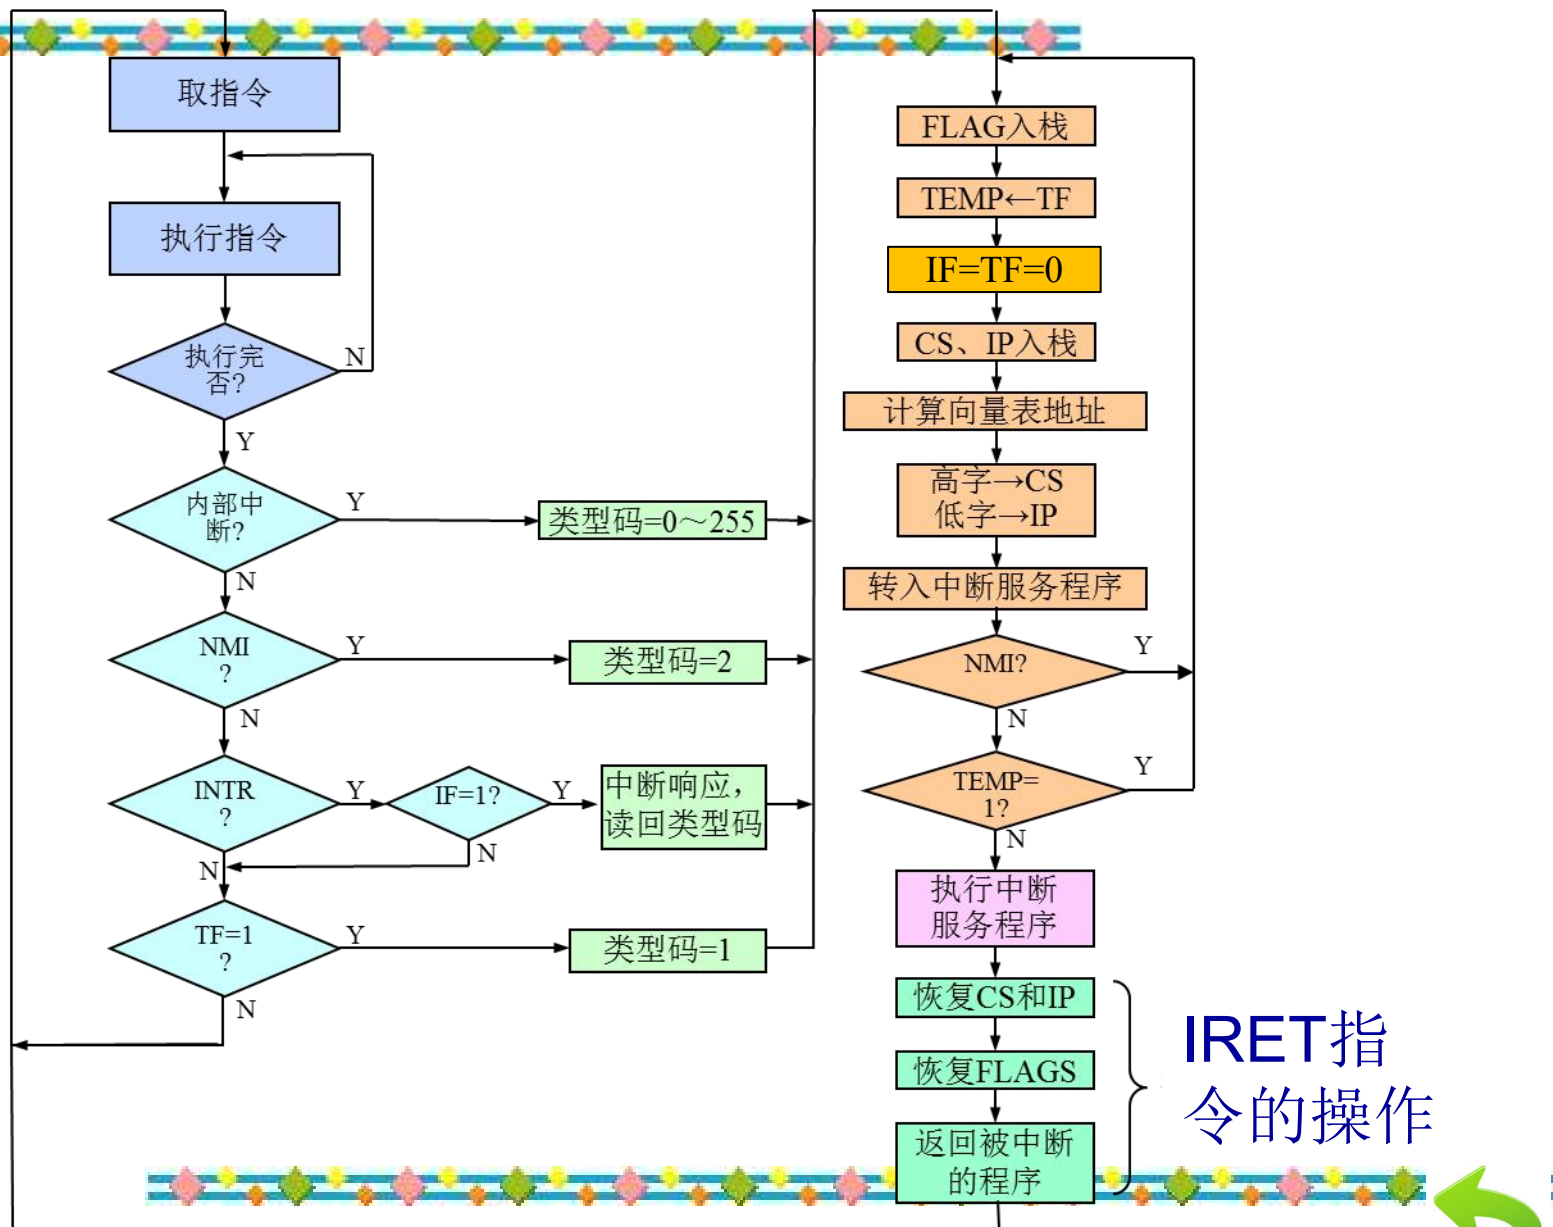 取指令
执行指令
执行完
否?
N
Y
内部中
断?
Y
类型码=0～255
N
NMI
?
Y
类型码=2
N
INTR
?
Y
IF=1?
Y
中断响应，
读回类型码
N
N
TF=1
?
Y
类型码=1
N
FLAG入栈
TEMP←TF
IF=TF=0
CS、IP入栈
计算向量表地址
高字→CS
低字→IP
转入中断服务程序
NMI?
Y
N
TEMP=
1?
Y
N
执行中断
服务程序
恢复CS和IP
恢复FLAGS
返回被中断
的程序
IRET指
令的操作